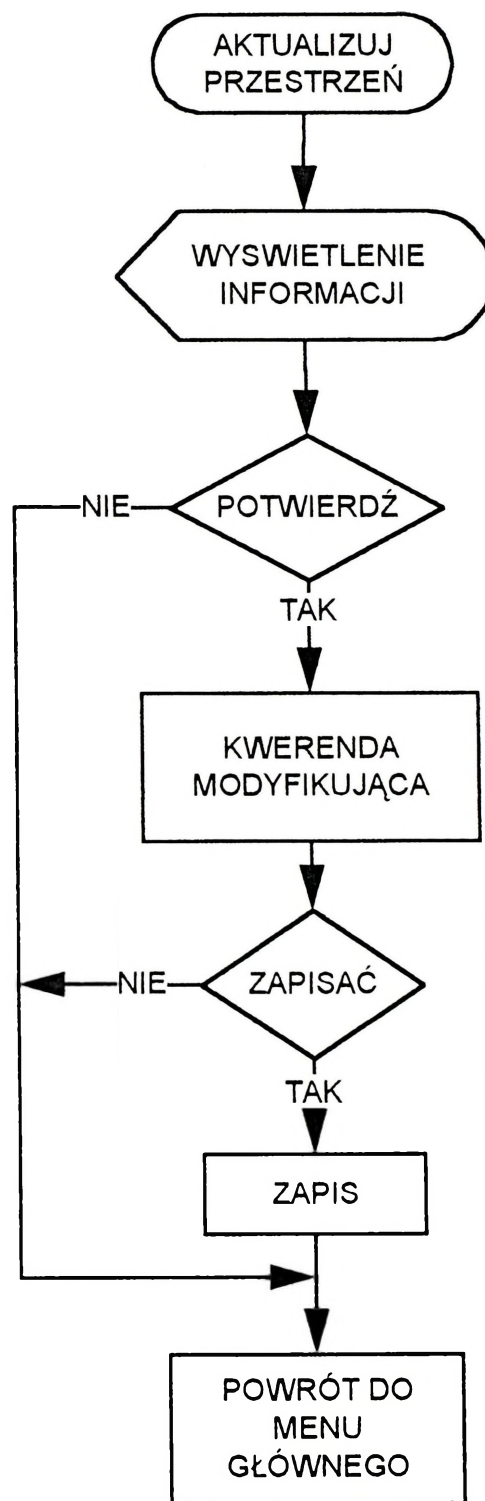 AKTUALIZUJ
PRZESTRZEŃ
WYSWIETLENIE
INFORMACJI
NIE
POTWIERDŹ
TAK
KWERENDA
MODYFIKUJĄCA
NIE
ZAPISAĆ
TAK
ZAPIS
POWRÓT DO
MENU
GŁÓWNEGO